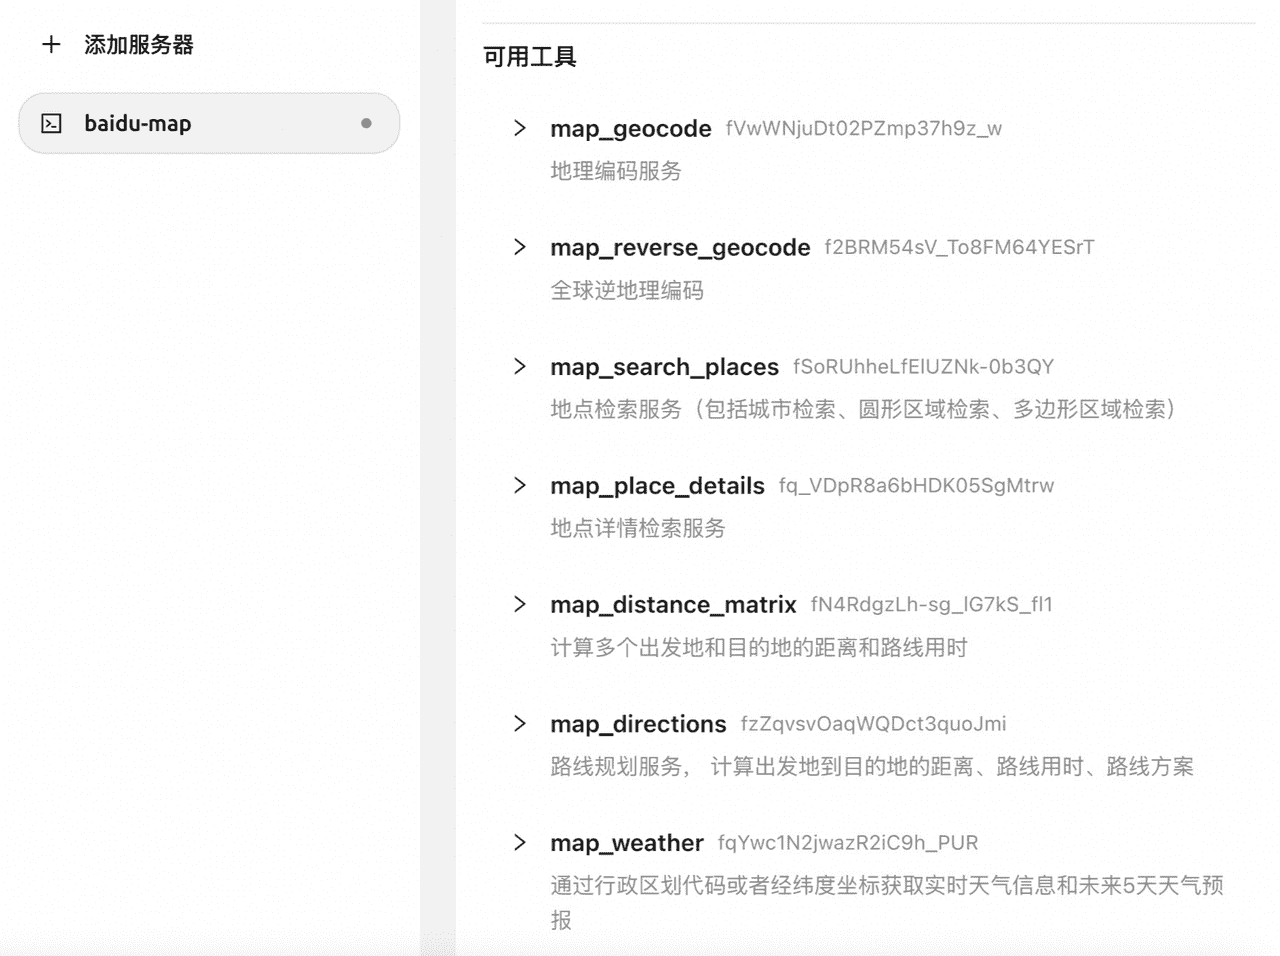 添加服务器
baidu-map
可用工具
map_geocode fVwWNjuDt02PZmp37h9z_w
地理编码服务
map_reverse_geocode f2BRM54sV_To8FM64YESrT
全球逆地理编码
map_search_places fSoRUhheLfEIUZNk-0b3QY
地点检索服务（包括城市检索、圆形区域检索、多边形区域检索）
map_place_details fq_VDpR8a6bHDK05SgMtrw
地点详情检索服务
map_distance_matrix fN4RdgzLh-sg_lG7kS_fl1
计算多个出发地和目的地的距离和路线用时
map_directions fzZqvsvOaqWQDct3quoJmi
路线规划服务， 计算出发地到目的地的距离、路线用时、路线方案
map_weather fqYwc1N2jwazR2iC9h_PUR
通过行政区划代码或者经纬度坐标获取实时天气信息和未来5天天气预
报